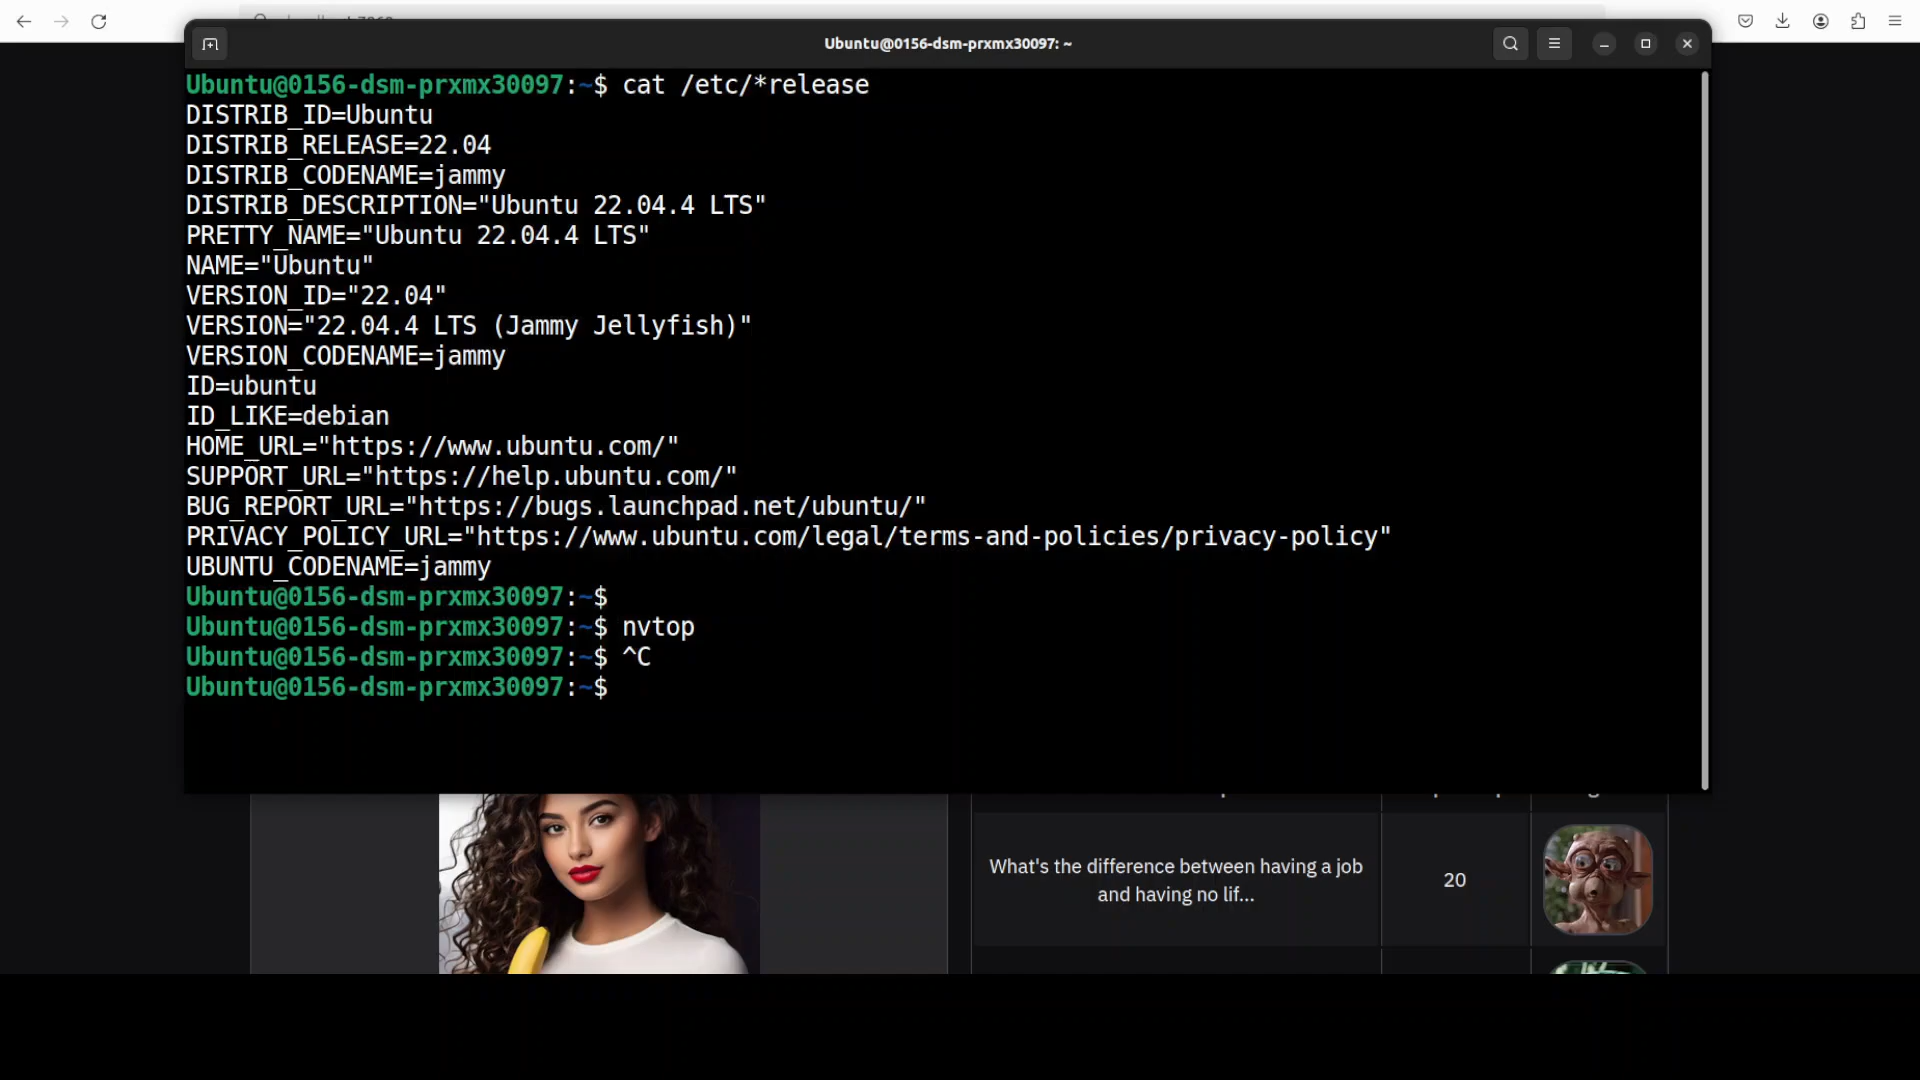 Ubuntu@0156-dsm-prxmx30097: ~
Ubuntu@0156-dsm-prxmx30097:~$ cat /etc/*release
DISTRIB_ID=Ubuntu
DISTRIB_RELEASE=22.04
DISTRIB_CODENAME=jammy
DISTRIB_DESCRIPTION="Ubuntu 22.04.4 LTS"
PRETTY_NAME="Ubuntu 22.04.4 LTS"
NAME="Ubuntu"
VERSION_ID="22.04"
VERSION="22.04.4 LTS (Jammy Jellyfish)"
VERSION_CODENAME=jammy
ID=ubuntu
ID_LIKE=debian
HOME_URL="https://www.ubuntu.com/"
SUPPORT_URL="https://help.ubuntu.com/"
BUG_REPORT_URL="https://bugs.launchpad.net/ubuntu/"
PRIVACY_POLICY_URL="https://www.ubuntu.com/legal/terms-and-policies/privacy-policy"
UBUNTU_CODENAME=jammy
Ubuntu@0156-dsm-prxmx30097:~$
Ubuntu@0156-dsm-prxmx30097:~$ nvtop
Ubuntu@0156-dsm-prxmx30097:~$ ^C
Ubuntu@0156-dsm-prxmx30097:~$
What's the difference between having a job
and having no lif...
20